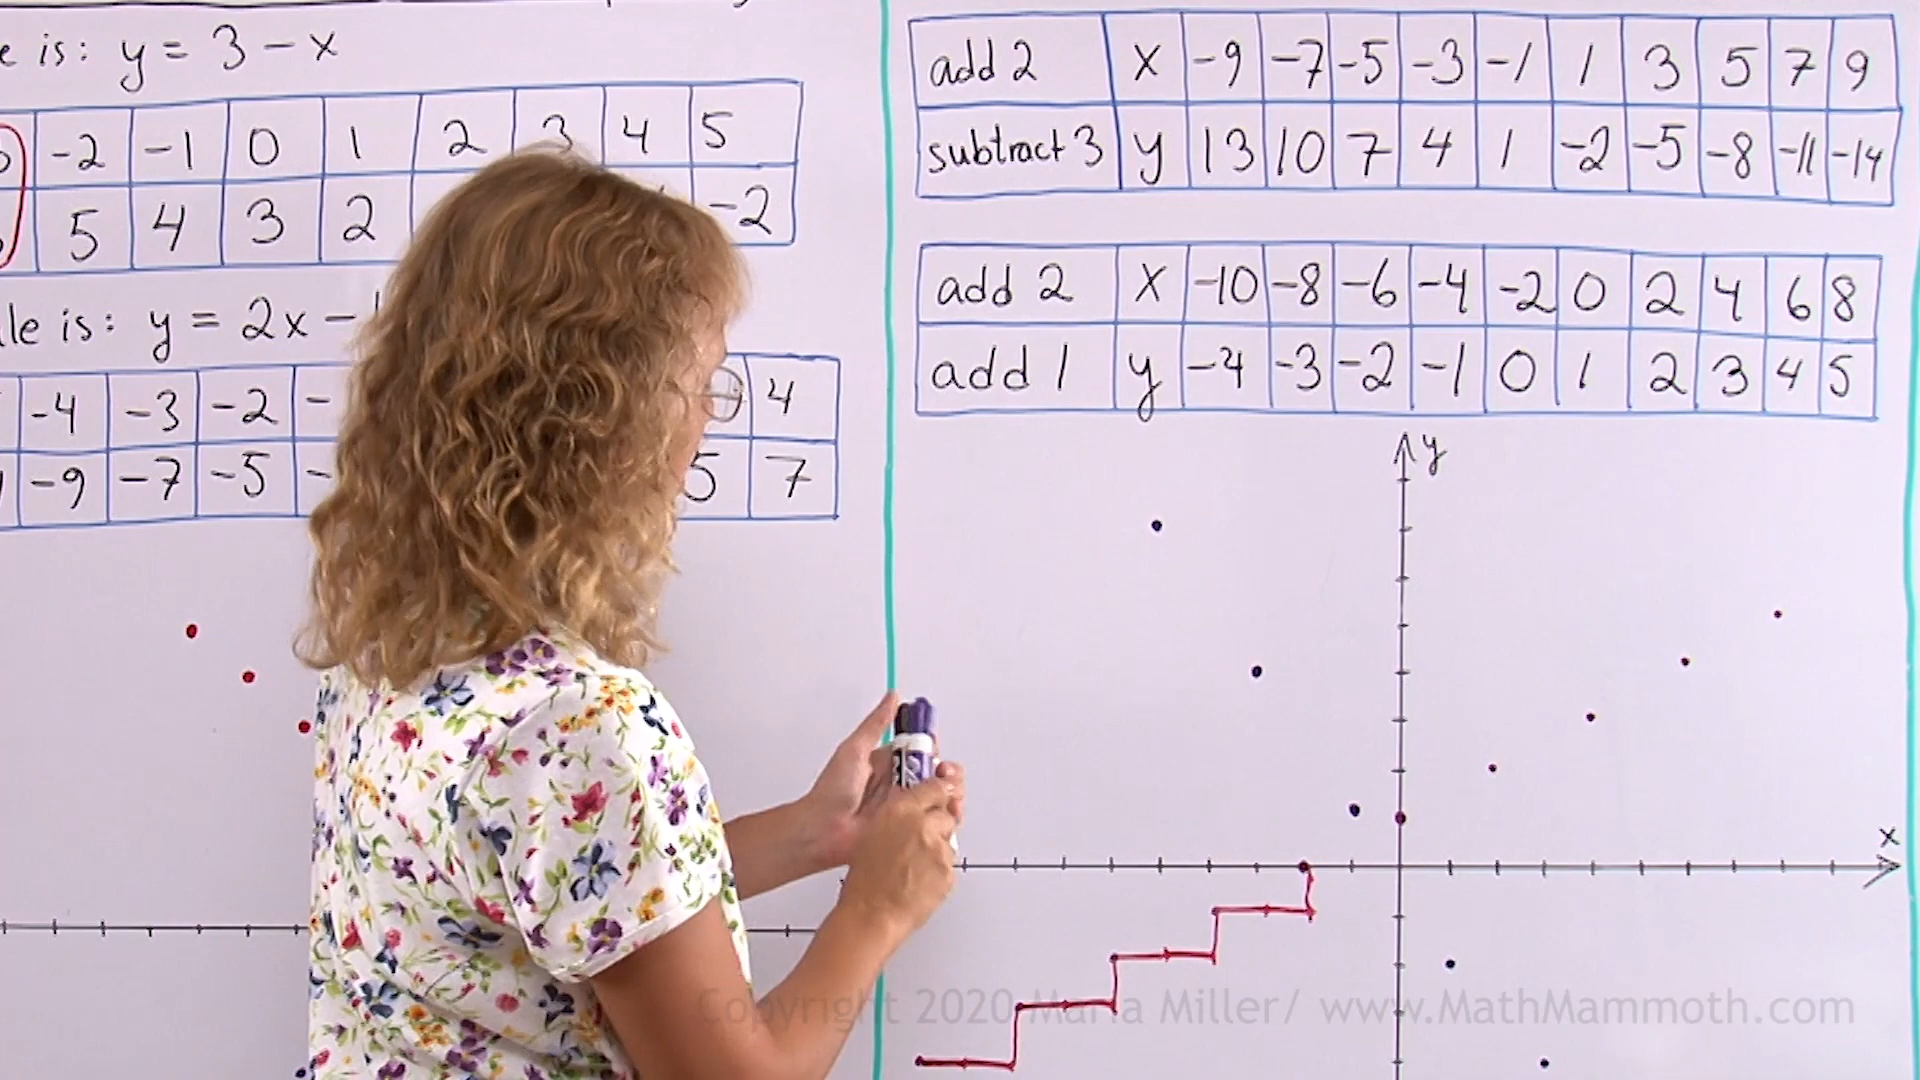 e is: y = 3 − x
-2 -1 0 1 2 3 4 5
5 4 3 2 -2
le is: y = 2x −
-4 -3 -2 -  4
-9 -7 -5 -  5 7
add 2 x -9 -7 -5 -3 -1 1 3 5 7 9
subtract 3 y 13 10 7 4 1 -2 -5 -8 -11 -14
add 2 x -10 -8 -6 -4 -2 0 2 4 6 8
add 1 y -4 -3 -2 -1 0 1 2 3 4 5
y
x
Copyright 2020 Maria Miller/ www.MathMammoth.com